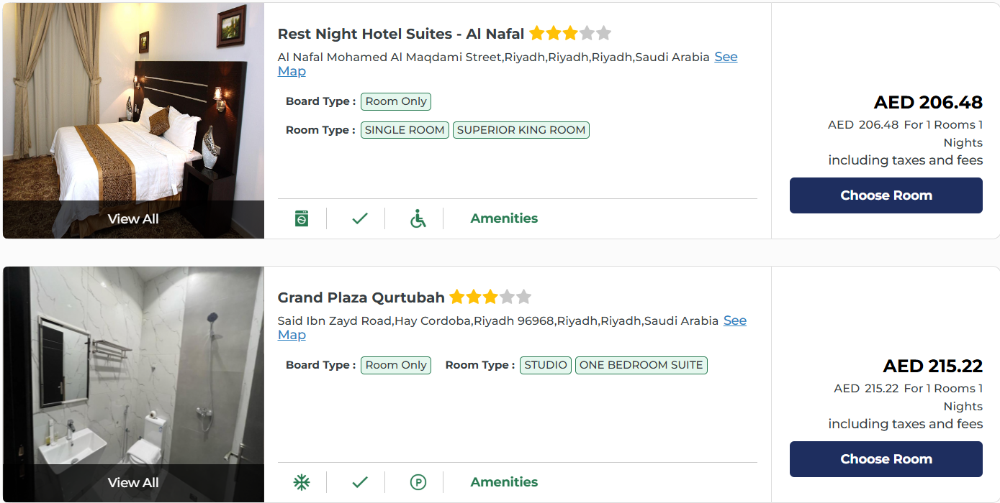 Rest Night Hotel Suites - Al Nafal
Al Nafal Mohamed Al Maqdami Street,Riyadh,Riyadh,Riyadh,Saudi Arabia See
Map
Board Type : Room Only
Room Type : SINGLE ROOM SUPERIOR KING ROOM
View All
Amenities
AED 206.48
AED 206.48 For 1 Rooms 1
Nights
including taxes and fees
Choose Room
Grand Plaza Qurtubah
Said Ibn Zayd Road,Hay Cordoba,Riyadh 96968,Riyadh,Riyadh,Saudi Arabia See
Map
Board Type : Room Only Room Type : STUDIO ONE BEDROOM SUITE
View All
P
Amenities
AED 215.22
AED 215.22 For 1 Rooms 1
Nights
including taxes and fees
Choose Room